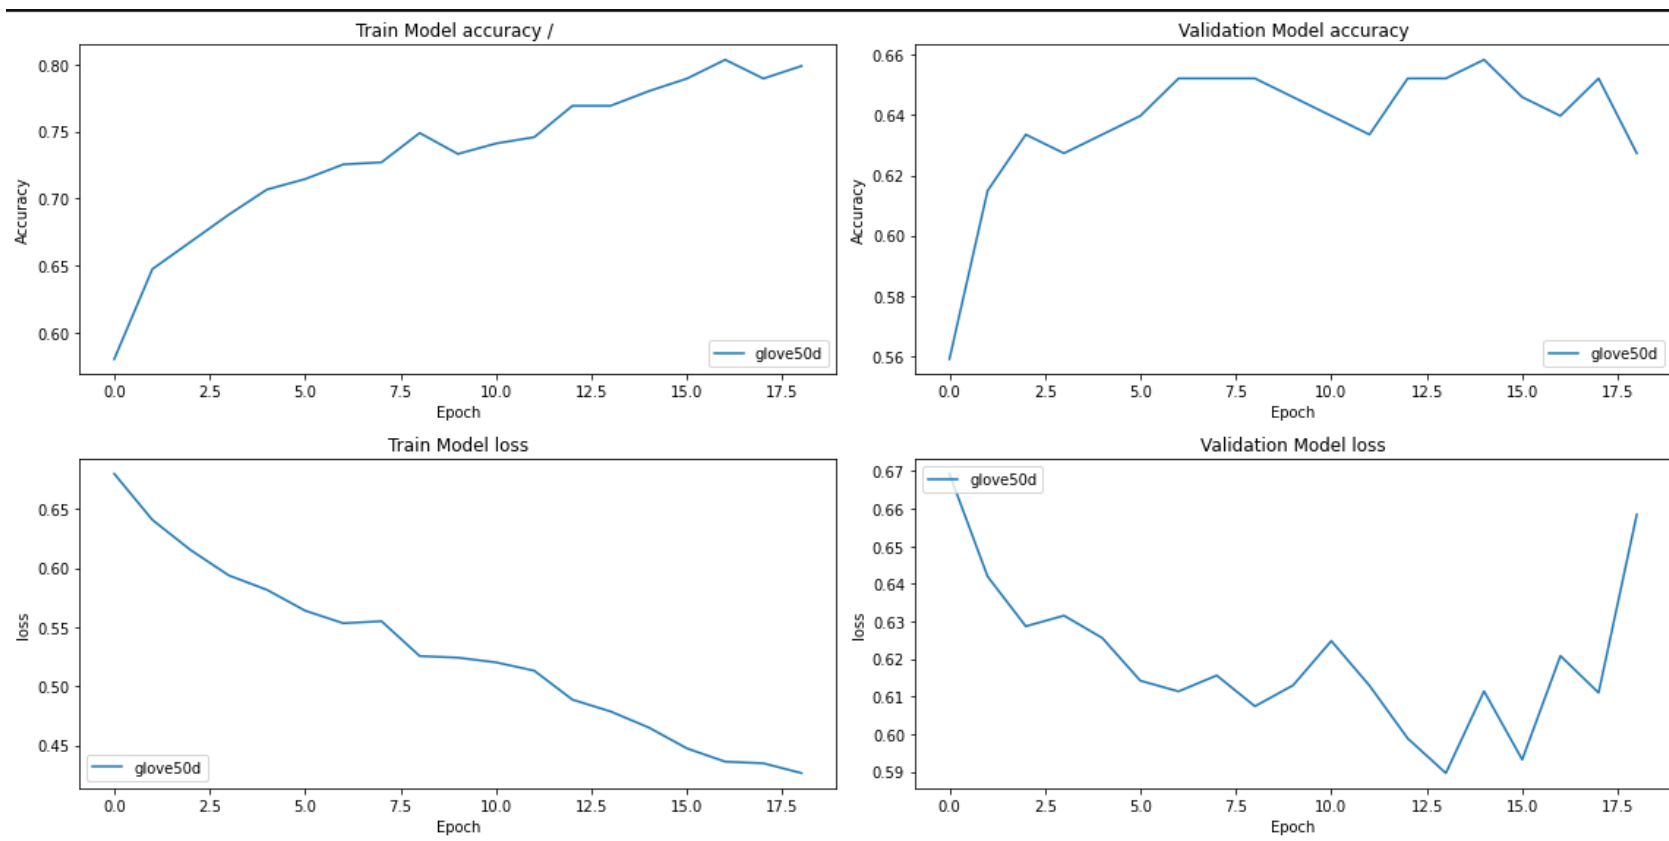 Train Model accuracy /
0.80
0.75
0.70
0.65
0.60
Accuracy
glove50d
0.0 2.5 5.0 7.5 10.0 12.5 15.0 17.5
Epoch
Validation Model accuracy
0.66
0.64
0.62
0.60
0.58
0.56
Accuracy
glove50d
0.0 2.5 5.0 7.5 10.0 12.5 15.0 17.5
Epoch
Train Model loss
0.65
0.60
0.55
0.50
0.45
loss
glove50d
0.0 2.5 5.0 7.5 10.0 12.5 15.0 17.5
Epoch
Validation Model loss
glove50d
0.67
0.66
0.65
0.64
0.63
0.62
0.61
0.60
0.59
loss
0.0 2.5 5.0 7.5 10.0 12.5 15.0 17.5
Epoch